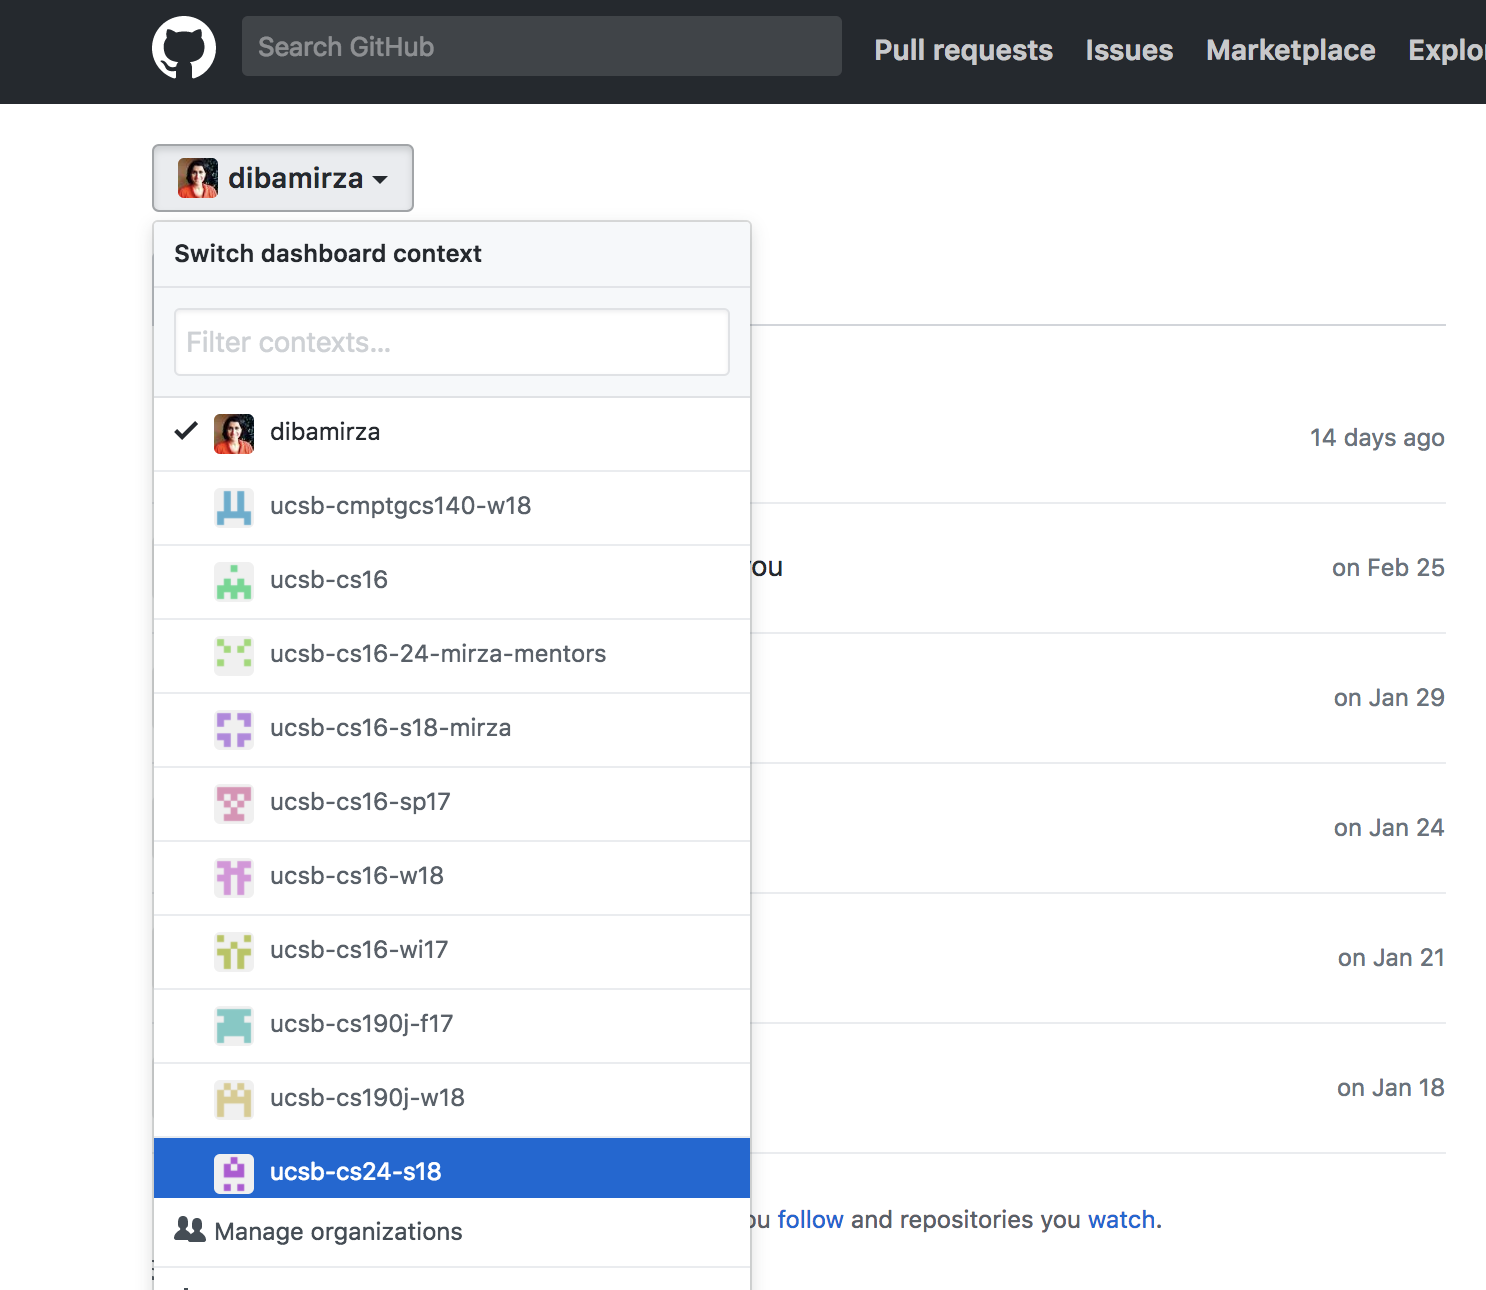 Search GitHub
Pull requests
Issues
Marketplace
Explo
dibamirza
Switch dashboard context
Filter contexts...
dibamirza
14 days ago
ucsb-cmptgcs140-w18
ucsb-cs16
ou
on Feb 25
ucsb-cs16-24-mirza-mentors
on Jan 29
ucsb-cs16-s18-mirza
ucsb-cs16-sp17
on Jan 24
ucsb-cs16-w18
ucsb-cs16-wi17
on Jan 21
ucsb-cs190j-f17
ucsb-cs190j-w18
on Jan 18
ucsb-cs24-s18
Manage organizations
ou follow and repositories you watch.